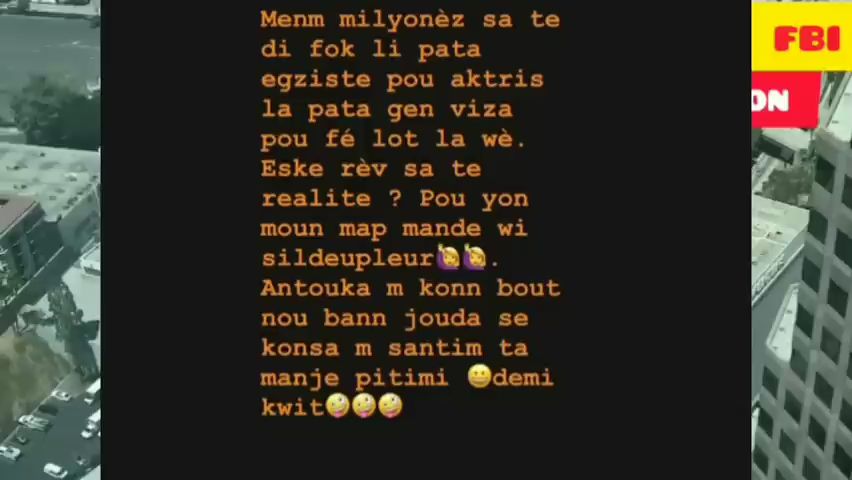 Menm milyonèz sa te
di fok li pata
egziste pou aktris
la pata gen viza
pou fé lot la wè.
Eske rèv sa te
realite ? Pou yon
moun map mande wi
sildeupleur🙋🙋.
Antouka m konn bout
nou bann jouda se
konsa m santim ta
manje pitimi 😬demi
kwit🤪🤪🤪
FBI
ON